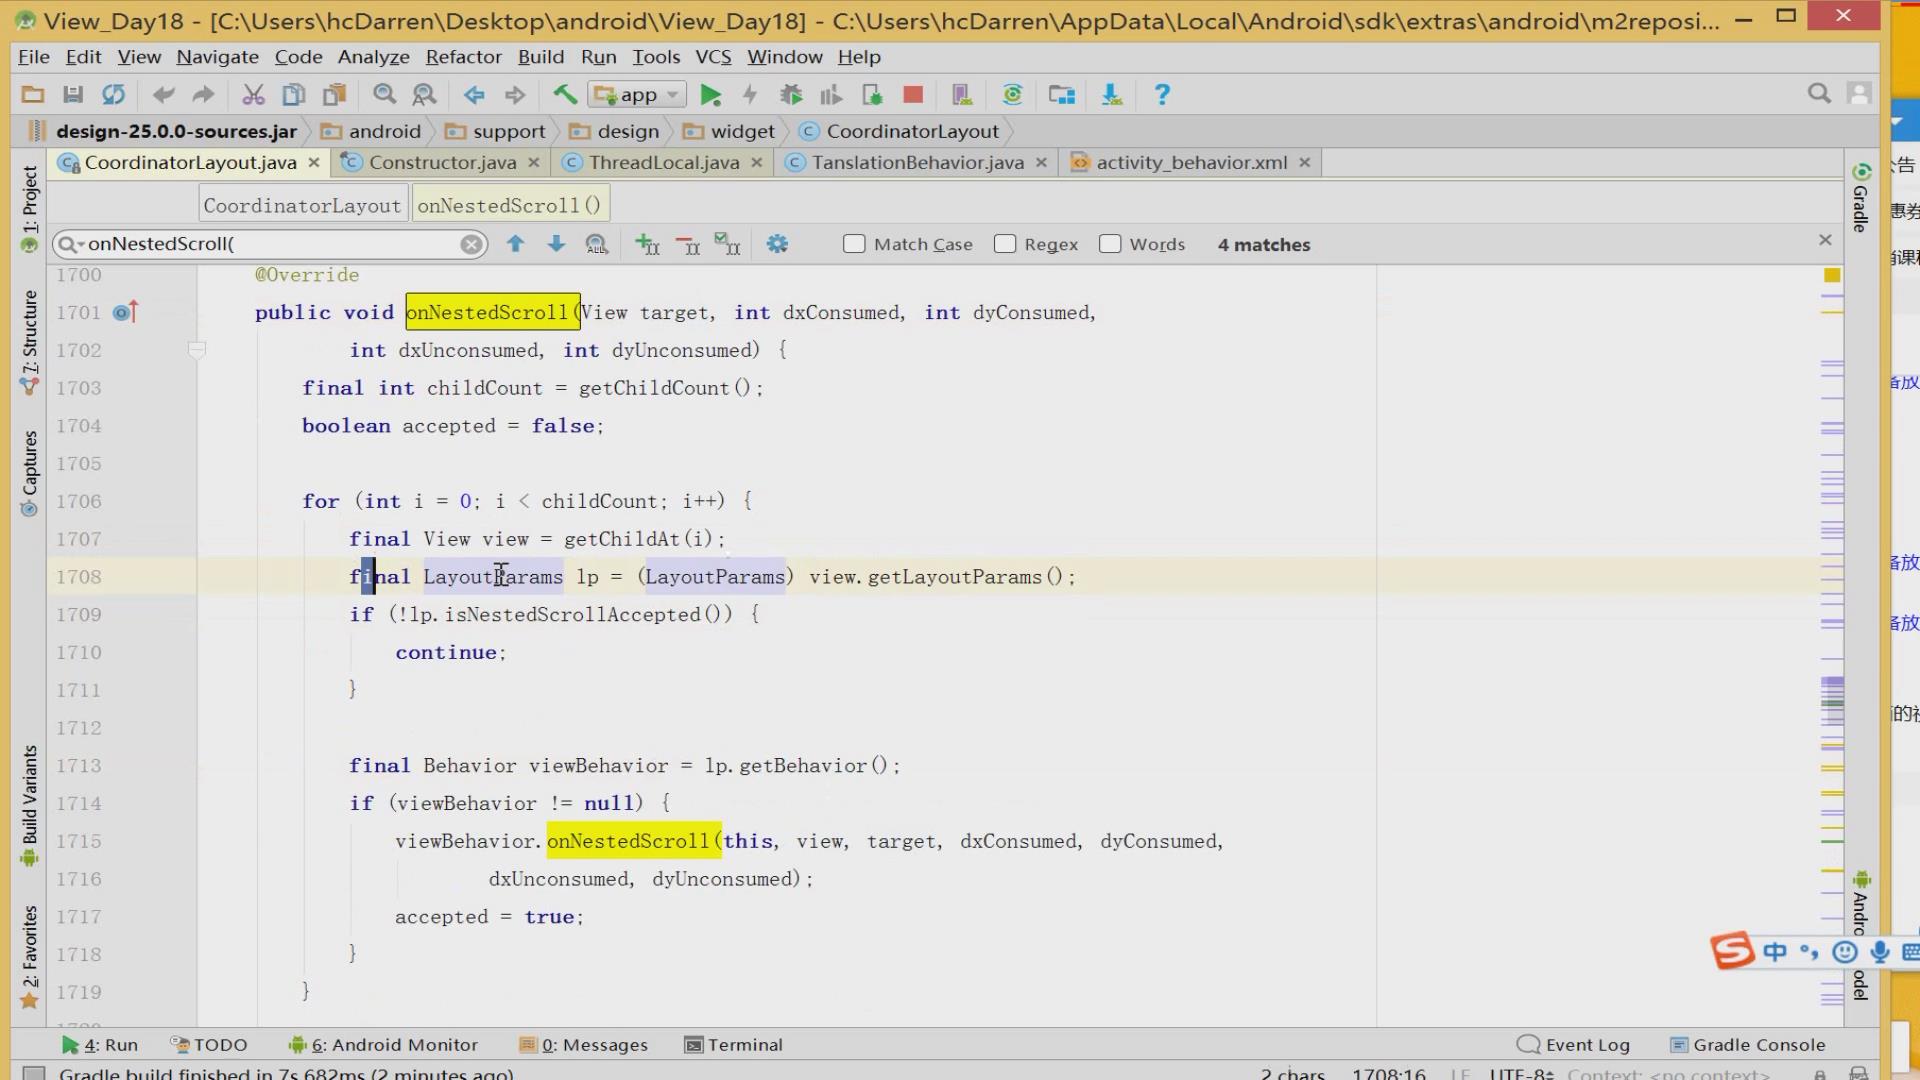 View_Day18 - [C:\Users\hcDarren\Desktop\android\View_Day18] - C:\Users\hcDarren\AppData\Local\Android\sdk\extras\android\m2reposi...
File Edit View Navigate Code Analyze Refactor Build Run Tools VCS Window Help
app
design-25.0.0-sources.jar android support design widget CoordinatorLayout
CoordinatorLayout.java Constructor.java ThreadLocal.java TanslationBehavior.java activity_behavior.xml
CoordinatorLayout onNestedScroll()
onNestedScroll( Match Case Regex Words 4 matches
1700 @Override
1701 public void onNestedScroll(View target, int dxConsumed, int dyConsumed,
1702 int dxUnconsumed, int dyUnconsumed) {
1703 final int childCount = getChildCount();
1704 boolean accepted = false;
1705
1706 for (int i = 0; i < childCount; i++) {
1707 final View view = getChildAt(i);
1708 final LayoutParams lp = (LayoutParams) view.getLayoutParams();
1709 if (!lp.isNestedScrollAccepted()) {
1710 continue;
1711 }
1712
1713 final Behavior viewBehavior = lp.getBehavior();
1714 if (viewBehavior != null) {
1715 viewBehavior.onNestedScroll(this, view, target, dxConsumed, dyConsumed,
1716 dxUnconsumed, dyUnconsumed);
1717 accepted = true;
1718 }
1719 }
1: Project
7: Structure
Captures
Build Variants
2: Favorites
Gradle
中
4: Run TODO 6: Android Monitor 0: Messages Terminal Event Log Gradle Console
Gradle build finished in 7s 682ms (2 minutes ago) 2 chars 1708:16 LF UTF-8 Context: <no context>